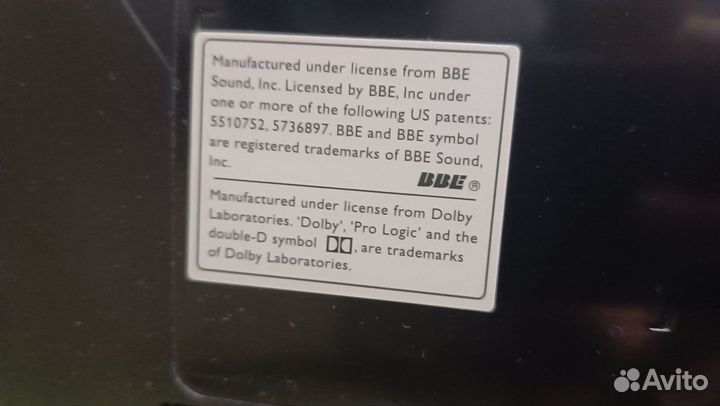 Manufactured under license from BBE
Sound, Inc. Licensed by BBE, Inc under
one or more of the following US patents:
5510752, 5736897. BBE and BBE symbol
are registered trademarks of BBE Sound,
Inc.
BBE ®
Manufactured under license from Dolby
Laboratories. 'Dolby', 'Pro Logic' and the
double-D symbol , are trademarks
of Dolby Laboratories.
Avito